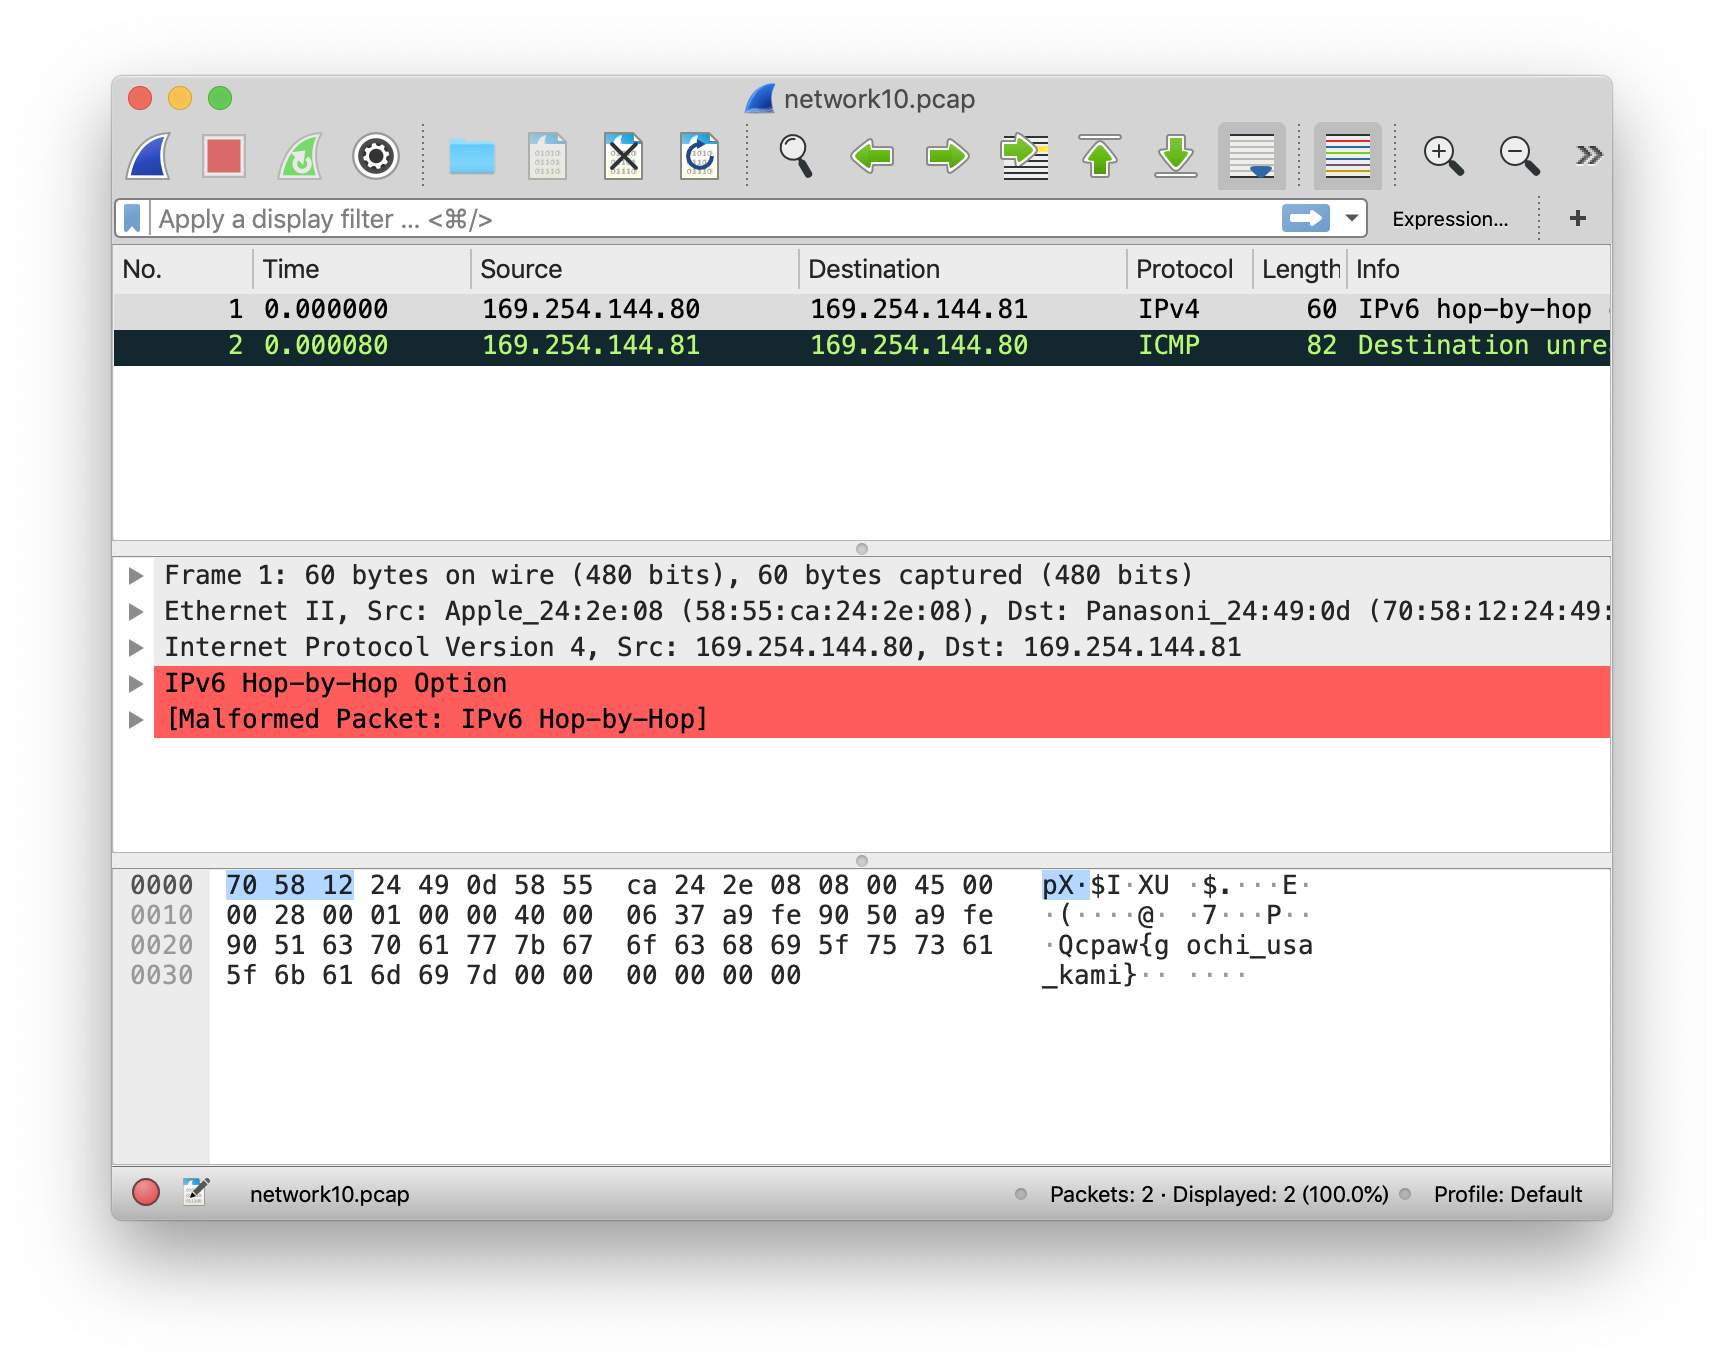 network10.pcap
Apply a display filter ... <⌘/>
Expression...
+
No. Time Source Destination Protocol Length Info
1 0.000000 169.254.144.80 169.254.144.81 IPv4 60 IPv6 hop-by-hop
2 0.000080 169.254.144.81 169.254.144.80 ICMP 82 Destination unre
Frame 1: 60 bytes on wire (480 bits), 60 bytes captured (480 bits)
Ethernet II, Src: Apple_24:2e:08 (58:55:ca:24:2e:08), Dst: Panasoni_24:49:0d (70:58:12:24:49:
Internet Protocol Version 4, Src: 169.254.144.80, Dst: 169.254.144.81
IPv6 Hop-by-Hop Option
[Malformed Packet: IPv6 Hop-by-Hop]
0000 70 58 12 24 49 0d 58 55 ca 24 2e 08 08 00 45 00 pX·$I·XU ·$.···E·
0010 00 28 00 01 00 00 40 00 06 37 a9 fe 90 50 a9 fe ·(····@· ·7···P··
0020 90 51 63 70 61 77 7b 67 6f 63 68 69 5f 75 73 61 ·Qcpaw{g ochi_usa
0030 5f 6b 61 6d 69 7d 00 00 00 00 00 00 _kami}·· ····
network10.pcap
Packets: 2 · Displayed: 2 (100.0%)
Profile: Default